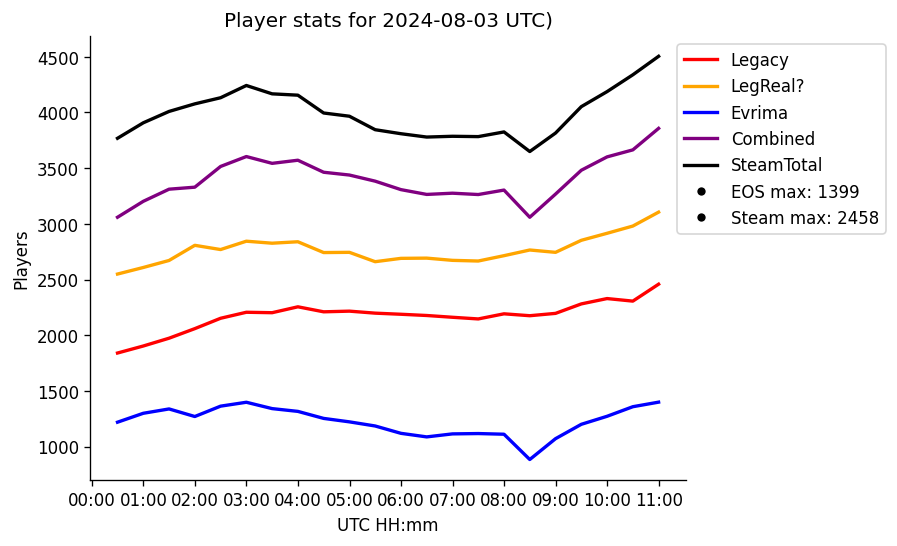 Player stats for 2024-08-03 UTC)
Players
4500
4000
3500
3000
2500
2000
1500
1000
00:00 01:00 02:00 03:00 04:00 05:00 06:00 07:00 08:00 09:00 10:00 11:00
UTC HH:mm
Legacy
LegReal?
Evrima
Combined
SteamTotal
EOS max: 1399
Steam max: 2458